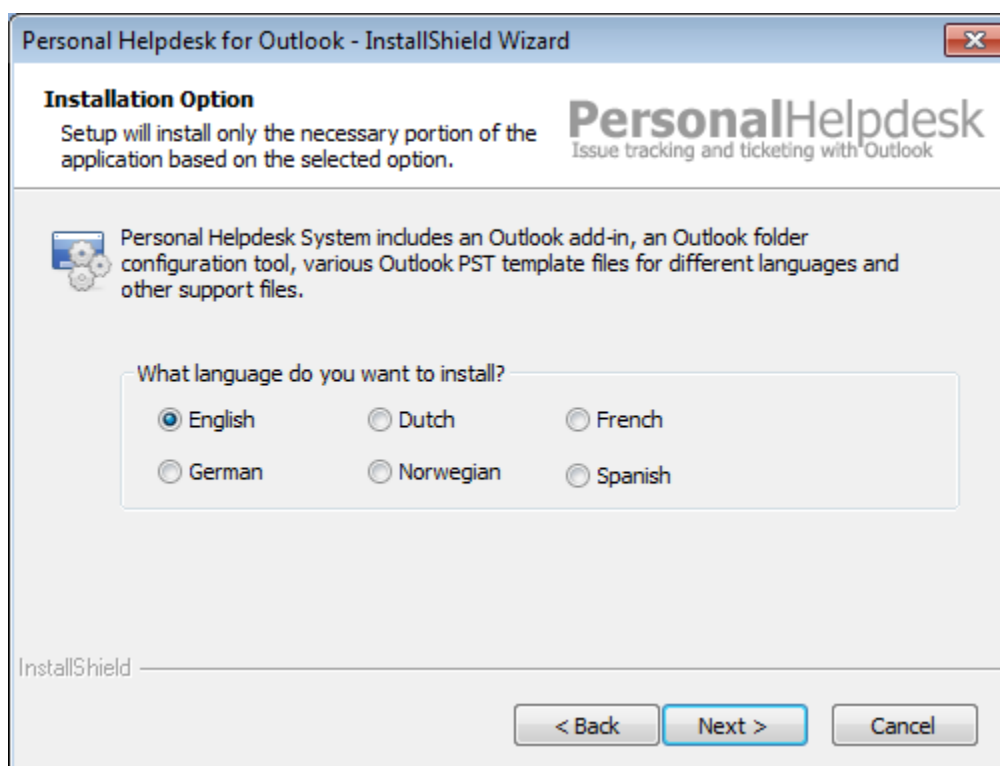 Personal Helpdesk for Outlook - InstallShield Wizard
Installation Option
Setup will install only the necessary portion of the
application based on the selected option.
PersonalHelpdesk
Issue tracking and ticketing with Outlook
Personal Helpdesk System includes an Outlook add-in, an Outlook folder
configuration tool, various Outlook PST template files for different languages and
other support files.
What language do you want to install?
English Dutch French
German Norwegian Spanish
InstallShield
< Back Next > Cancel